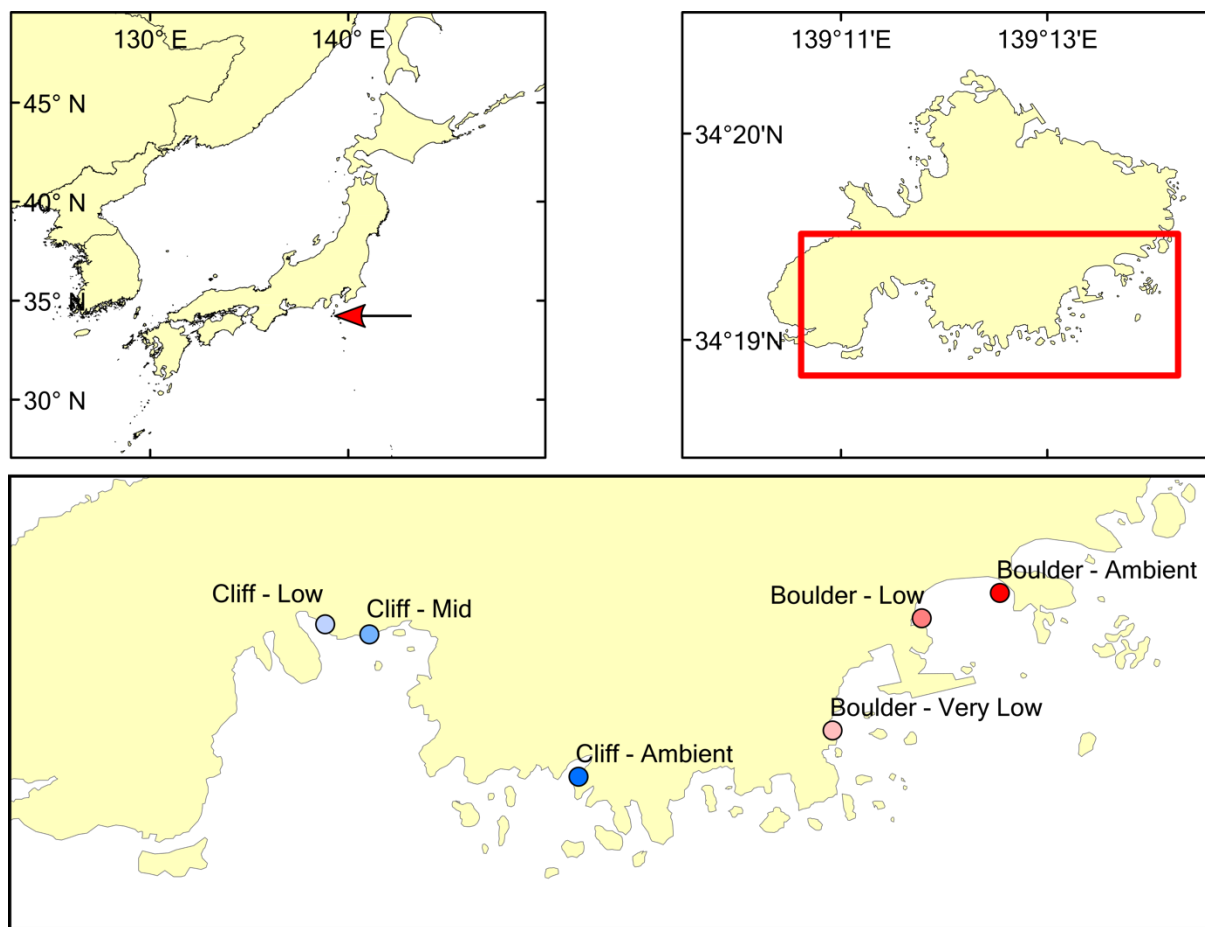 130° E
140° E
45° N
40° N
35° N
30° N
139°11'E
139°13'E
34°20'N
34°19'N
Cliff - Low
Cliff - Mid
Cliff - Ambient
Boulder - Ambient
Boulder - Low
Boulder - Very Low